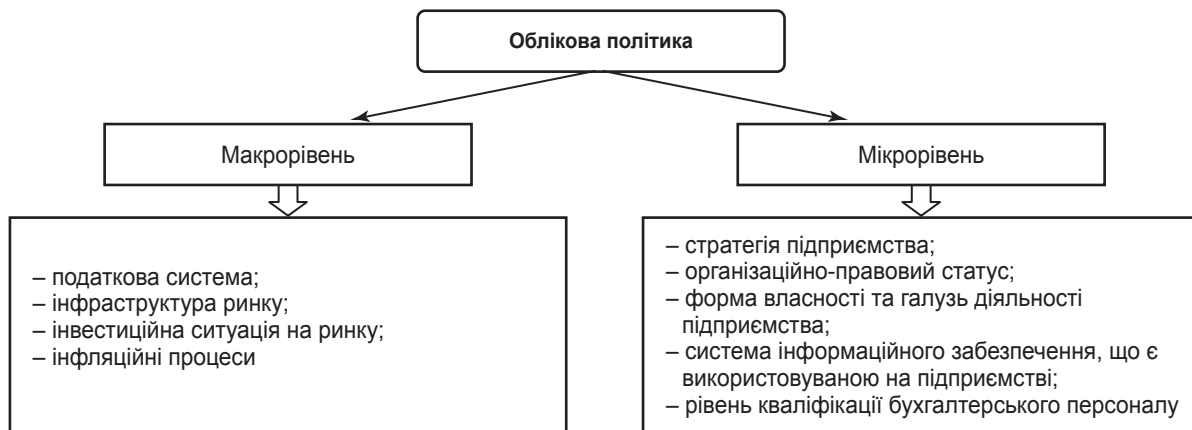 Облікова політика
Макрорівень
Мікрорівень
– податкова система;
– інфраструктура ринку;
– інвестиційна ситуація на ринку;
– інфляційні процеси
– стратегія підприємства;
– організаційно-правовий статус;
– форма власності та галузь діяльності
підприємства;
– система інформаційного забезпечення, що є
використовуваною на підприємстві;
– рівень кваліфікації бухгалтерського персоналу